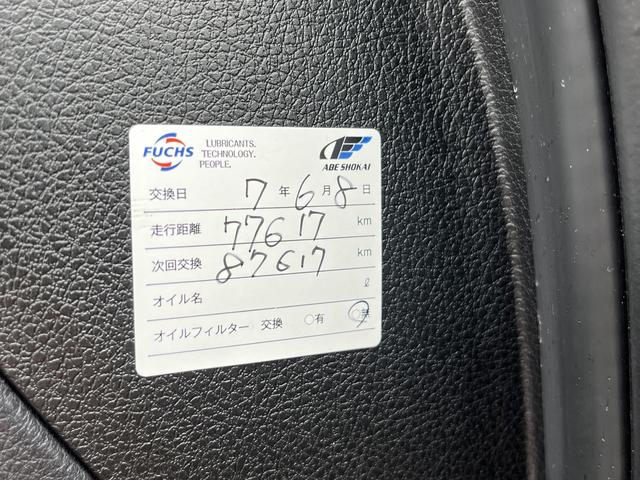 FUCHS
LUBRICANTS.
TECHNOLOGY.
PEOPLE.
ABE SHOKAI
交換日 7年6月8日
走行距離 77617 km
次回交換 87617 km
オイル名 ℓ
オイルフィルター 交換 ○有 ○無